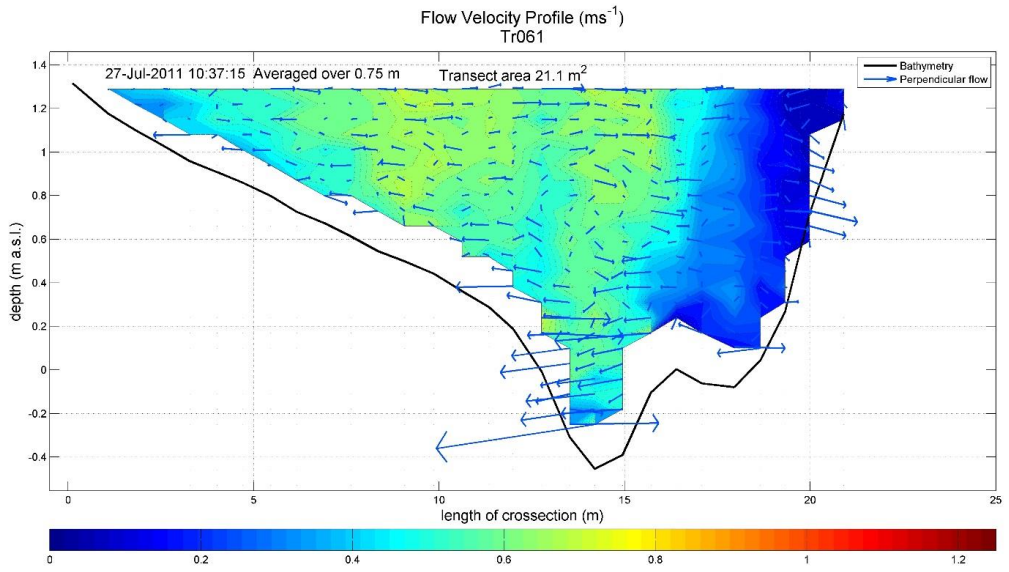 Flow Velocity Profile (ms-1)
Tr061
27-Jul-2011 10:37:15 Averaged over 0.75 m Transect area 21.1 m2
Bathymetry
Perpendicular flow
depth (m a.s.l.)
1.4
1.2
1
0.8
0.6
0.4
0.2
0
-0.2
-0.4
0 5 10 15 20 25
length of crossection (m)
0 0.2 0.4 0.6 0.8 1 1.2